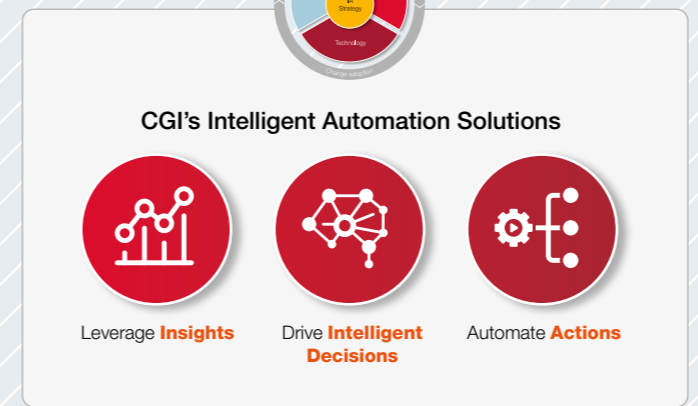 Strategy
Technology
Change adoption
CGI's Intelligent Automation Solutions
Leverage Insights
Drive Intelligent
Decisions
Automate Actions